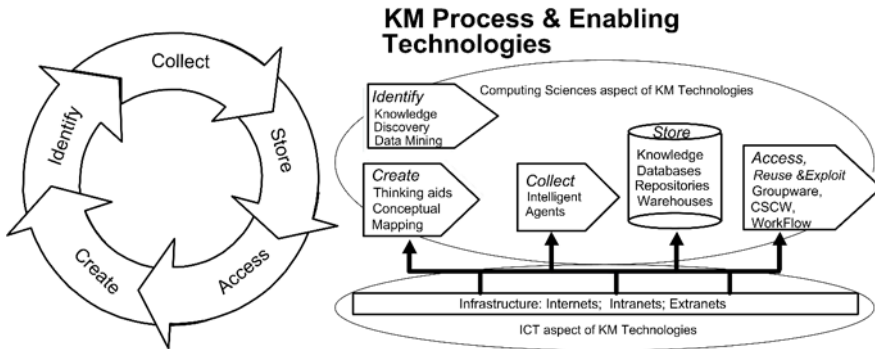 KM Process & Enabling
Technologies
Collect
Store
Access
Create
Identify
Computing Sciences aspect of KM Technologies
Identify
Knowledge
Discovery
Data Mining
Create
Thinking aids
Conceptual
Mapping
Collect
Intelligent
Agents
Store
Knowledge
Databases
Repositories
Warehouses
Access,
Reuse &Exploit
Groupware,
CSCW,
WorkFlow
Infrastructure: Internets; Intranets; Extranets
ICT aspect of KM Technologies